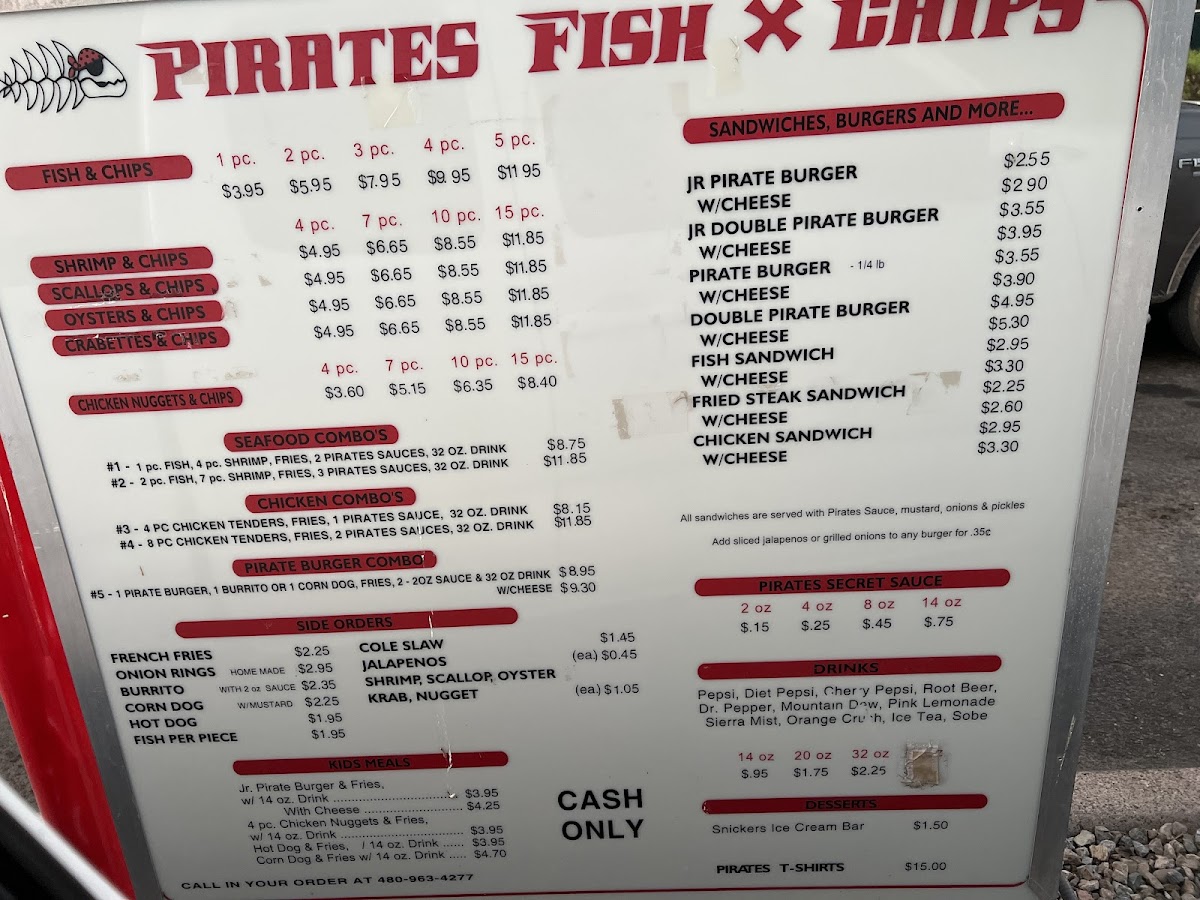 PIRATES FISH X CHIPS
FISH & CHIPS
1 pc. 2 pc. 3 pc. 4 pc. 5 pc.
$3.95 $5.95 $7.95 $9.95 $11 95
4 pc. 7 pc. 10 pc. 15 pc.
SHRIMP & CHIPS $4.95 $6.65 $8.55 $11.85
SCALLOPS & CHIPS $4.95 $6.65 $8.55 $11.85
OYSTERS & CHIPS $4.95 $6.65 $8.55 $11.85
CRABETTES & CHIPS $4.95 $6.65 $8.55 $11.85
4 pc. 7 pc. 10 pc. 15 pc.
CHICKEN NUGGETS & CHIPS $3.60 $5.15 $6.35 $8.40
SEAFOOD COMBO'S
#1 - 1 pc. FISH, 4 pc. SHRIMP, FRIES, 2 PIRATES SAUCES, 32 OZ. DRINK $8.75
#2 - 2 pc. FISH, 7 pc. SHRIMP, FRIES, 3 PIRATES SAUCES, 32 OZ. DRINK $11.85
CHICKEN COMBO'S
#3 - 4 PC CHICKEN TENDERS, FRIES, 1 PIRATES SAUCE, 32 OZ. DRINK $8.15
#4 - 8 PC CHICKEN TENDERS, FRIES, 2 PIRATES SAUCES, 32 OZ. DRINK $11.85
PIRATE BURGER COMBO
#5 - 1 PIRATE BURGER, 1 BURRITO OR 1 CORN DOG, FRIES, 2 - 2OZ SAUCE & 32 OZ DRINK $8.95
W/CHEESE $9.30
SIDE ORDERS
FRENCH FRIES $2.25
ONION RINGS HOME MADE $2.95
BURRITO WITH 2 oz SAUCE $2.35
CORN DOG W/MUSTARD $2.25
HOT DOG $1.95
FISH PER PIECE $1.95
COLE SLAW $1.45
JALAPENOS (ea.) $0.45
SHRIMP, SCALLOP, OYSTER
KRAB, NUGGET (ea.) $1.05
KIDS MEALS
Jr. Pirate Burger & Fries,
w/ 14 oz. Drink .................................... $3.95
With Cheese ........................ $4.25
4 pc. Chicken Nuggets & Fries,
w/ 14 oz. Drink .................................... $3.95
Hot Dog & Fries, / 14 oz. Drink ...... $3.95
Corn Dog & Fries w/ 14 oz. Drink ..... $4.70
CALL IN YOUR ORDER AT 480-963-4277
CASH
ONLY
SANDWICHES, BURGERS AND MORE...
JR PIRATE BURGER $2.55
W/CHEESE $2 90
JR DOUBLE PIRATE BURGER $3.55
W/CHEESE $3.95
PIRATE BURGER - 1/4 lb $3.55
W/CHEESE $3.90
DOUBLE PIRATE BURGER $4.95
W/CHEESE $5.30
FISH SANDWICH $2.95
W/CHEESE $3.30
FRIED STEAK SANDWICH $2.25
W/CHEESE $2.60
CHICKEN SANDWICH $2.95
W/CHEESE $3.30
All sandwiches are served with Pirates Sauce, mustard, onions & pickles
Add sliced jalapenos or grilled onions to any burger for .35¢
PIRATES SECRET SAUCE
2 oz 4 oz 8 oz 14 oz
$.15 $.25 $.45 $.75
DRINKS
Pepsi, Diet Pepsi, Cherry Pepsi, Root Beer,
Dr. Pepper, Mountain Dew, Pink Lemonade
Sierra Mist, Orange Crush, Ice Tea, Sobe
14 oz 20 oz 32 oz
$.95 $1.75 $2.25
DESSERTS
Snickers Ice Cream Bar $1.50
PIRATES T-SHIRTS $15.00